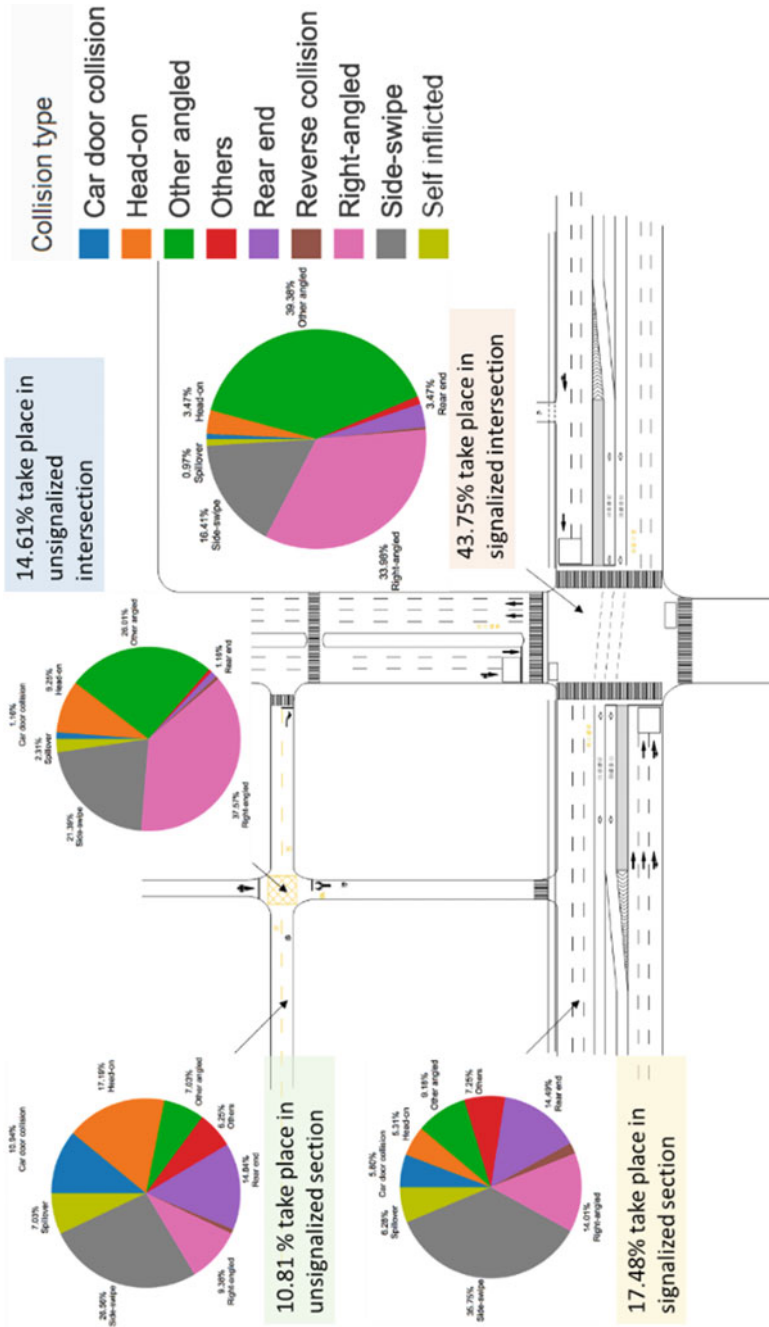 Collision type
Car door collision
Head-on
Other angled
Others
Rear end
Reverse collision
Right-angled
Side-swipe
Self inflicted
14.61% take place in
unsignalized
intersection
1.16%
Car door collision
9.25%
Head-on
26.01%
Other angled
1.16%
Rear end
37.57%
Right-angled
21.39%
Side-swipe
2.31%
Spillover
3.47%
Head-on
39.38%
Other angled
3.47%
Rear end
33.98%
Right-angled
16.41%
Side-swipe
0.97%
Spillover
43.75% take place in
signalized intersection
10.94%
Car door collision
17.19%
Head-on
7.03%
Other angled
6.25%
Others
14.84%
Rear end
9.38%
Right-angled
26.56%
Side-swipe
7.03%
Spillover
10.81 % take place in
unsignalized section
5.80%
Car door collision
5.31%
Head-on
9.18%
Other angled
7.25%
Others
14.49%
Rear end
14.01%
Right-angled
35.75%
Side-swipe
6.28%
Spillover
17.48% take place in
signalized section